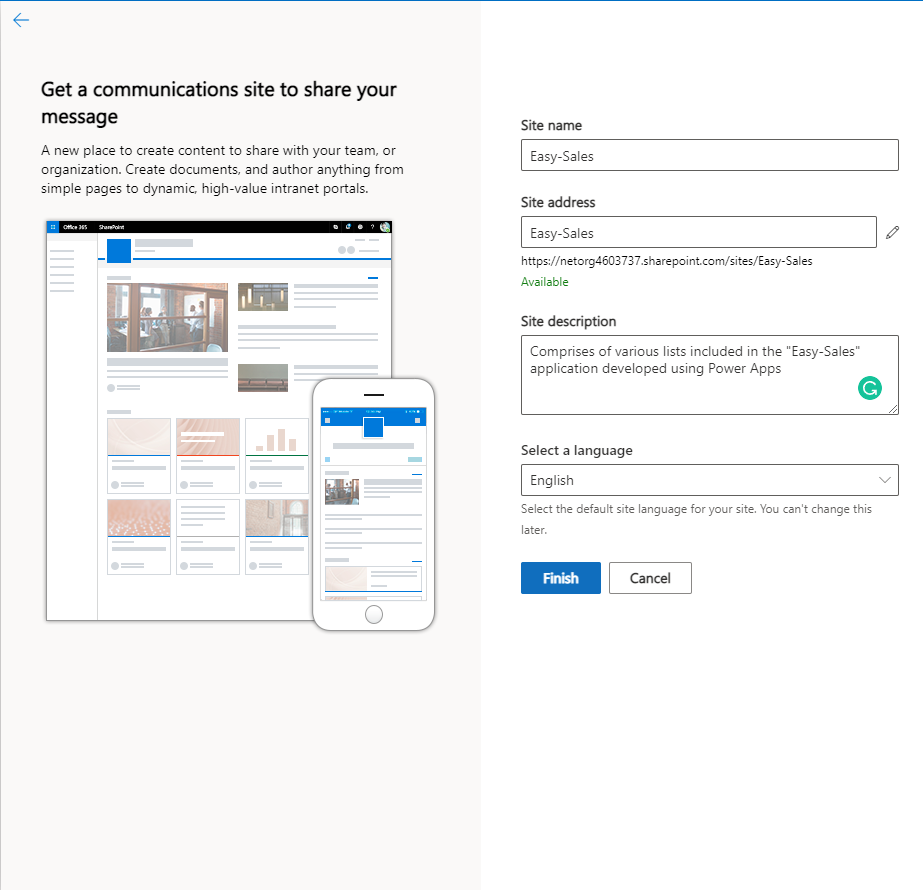 Get a communications site to share your
message
A new place to create content to share with your team, or
organization. Create documents, and author anything from
simple pages to dynamic, high-value intranet portals.
Office 365 SharePoint
?
Site name
Easy-Sales
Site address
Easy-Sales
https://netorg4603737.sharepoint.com/sites/Easy-Sales
Available
Site description
Comprises of various lists included in the "Easy-Sales"
application developed using Power Apps
Select a language
English
Select the default site language for your site. You can't change this
later.
Finish Cancel